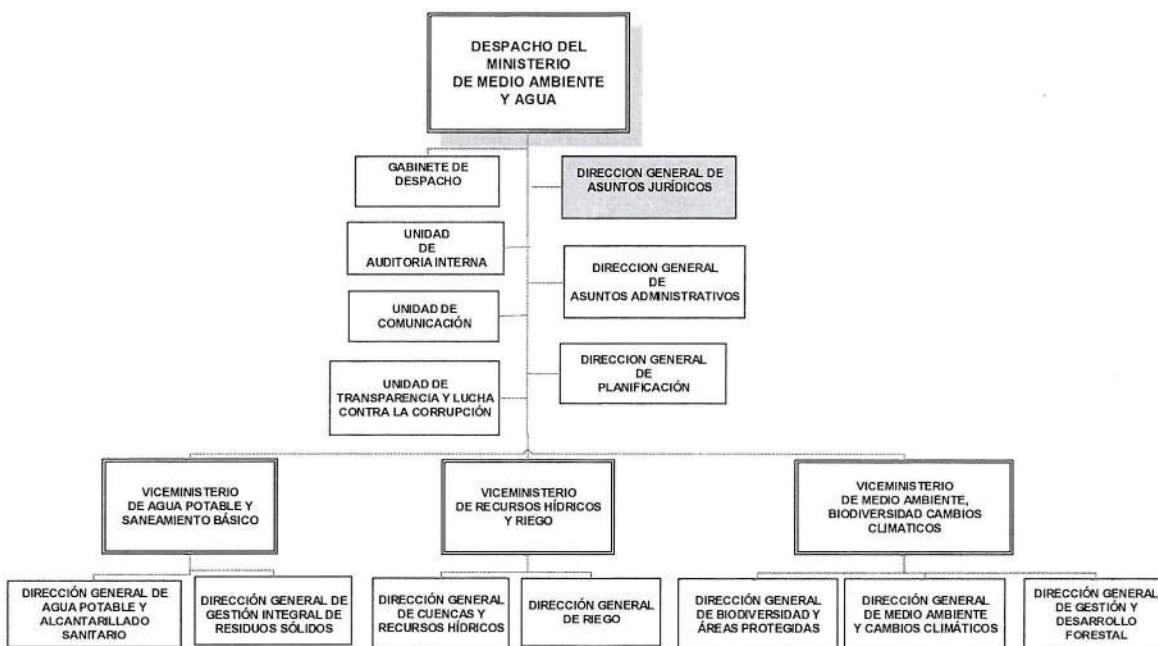 DESPACHO DEL
MINISTERIO
DE MEDIO AMBIENTE
Y AGUA
GABINETE DE
DESPACHO
DIRECCION GENERAL DE
ASUNTOS JURÍDICOS
UNIDAD
DE
AUDITORIA INTERNA
DIRECCION GENERAL
DE
ASUNTOS ADMINISTRATIVOS
UNIDAD DE
COMUNICACIÓN
DIRECCION GENERAL
DE
PLANIFICACIÓN
UNIDAD DE
TRANSPARENCIA Y LUCHA
CONTRA LA CORRUPCIÓN
VICEMINISTERIO
DE AGUA POTABLE Y
SANEAMIENTO BÁSICO
VICEMINISTERIO
DE RECURSOS HÍDRICOS
Y RIEGO
VICEMINISTERIO
DE MEDIO AMBIENTE,
BIODIVERSIDAD CAMBIOS
CLIMATICOS
DIRECCIÓN GENERAL DE
AGUA POTABLE Y
ALCANTARILLADO
SANITARIO
DIRECCIÓN GENERAL DE
GESTIÓN INTEGRAL DE
RESIDUOS SÓLIDOS
DIRECCIÓN GENERAL
DE CUENCAS Y
RECURSOS HÍDRICOS
DIRECCIÓN GENERAL
DE RIEGO
DIRECCIÓN GENERAL
DE BIODIVERSIDAD Y
ÁREAS PROTEGIDAS
DIRECCIÓN GENERAL
DE MEDIO AMBIENTE
Y CAMBIOS CLIMÁTICOS
DIRECCIÓN GENERAL
DE GESTIÓN Y
DESARROLLO
FORESTAL